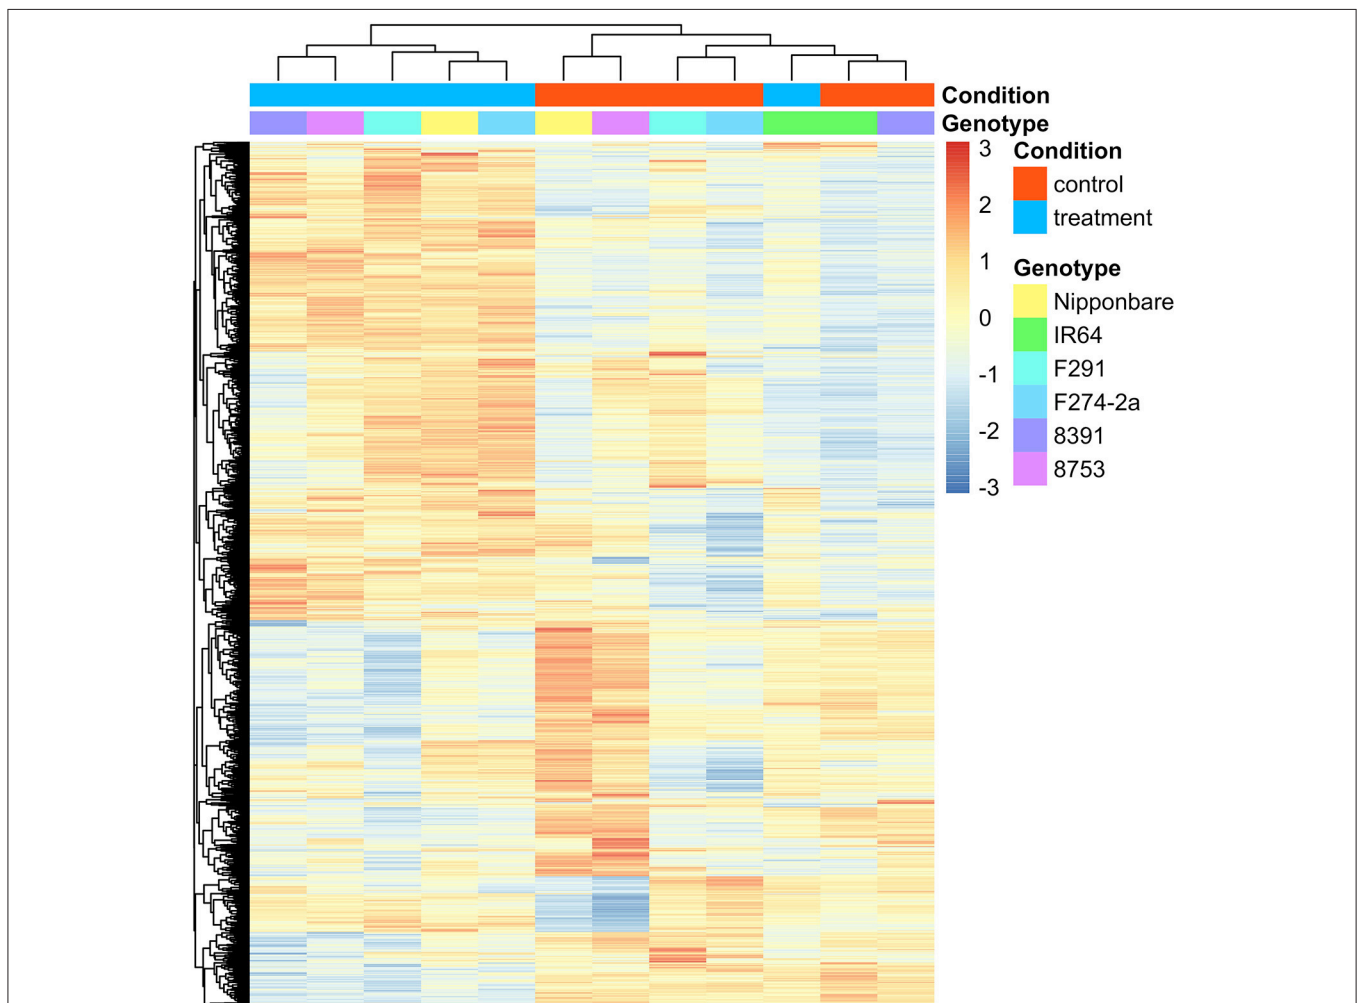 Condition
Genotype
3
2
1
0
-1
-2
-3
Condition
control
treatment
Genotype
Nipponbare
IR64
F291
F274-2a
8391
8753